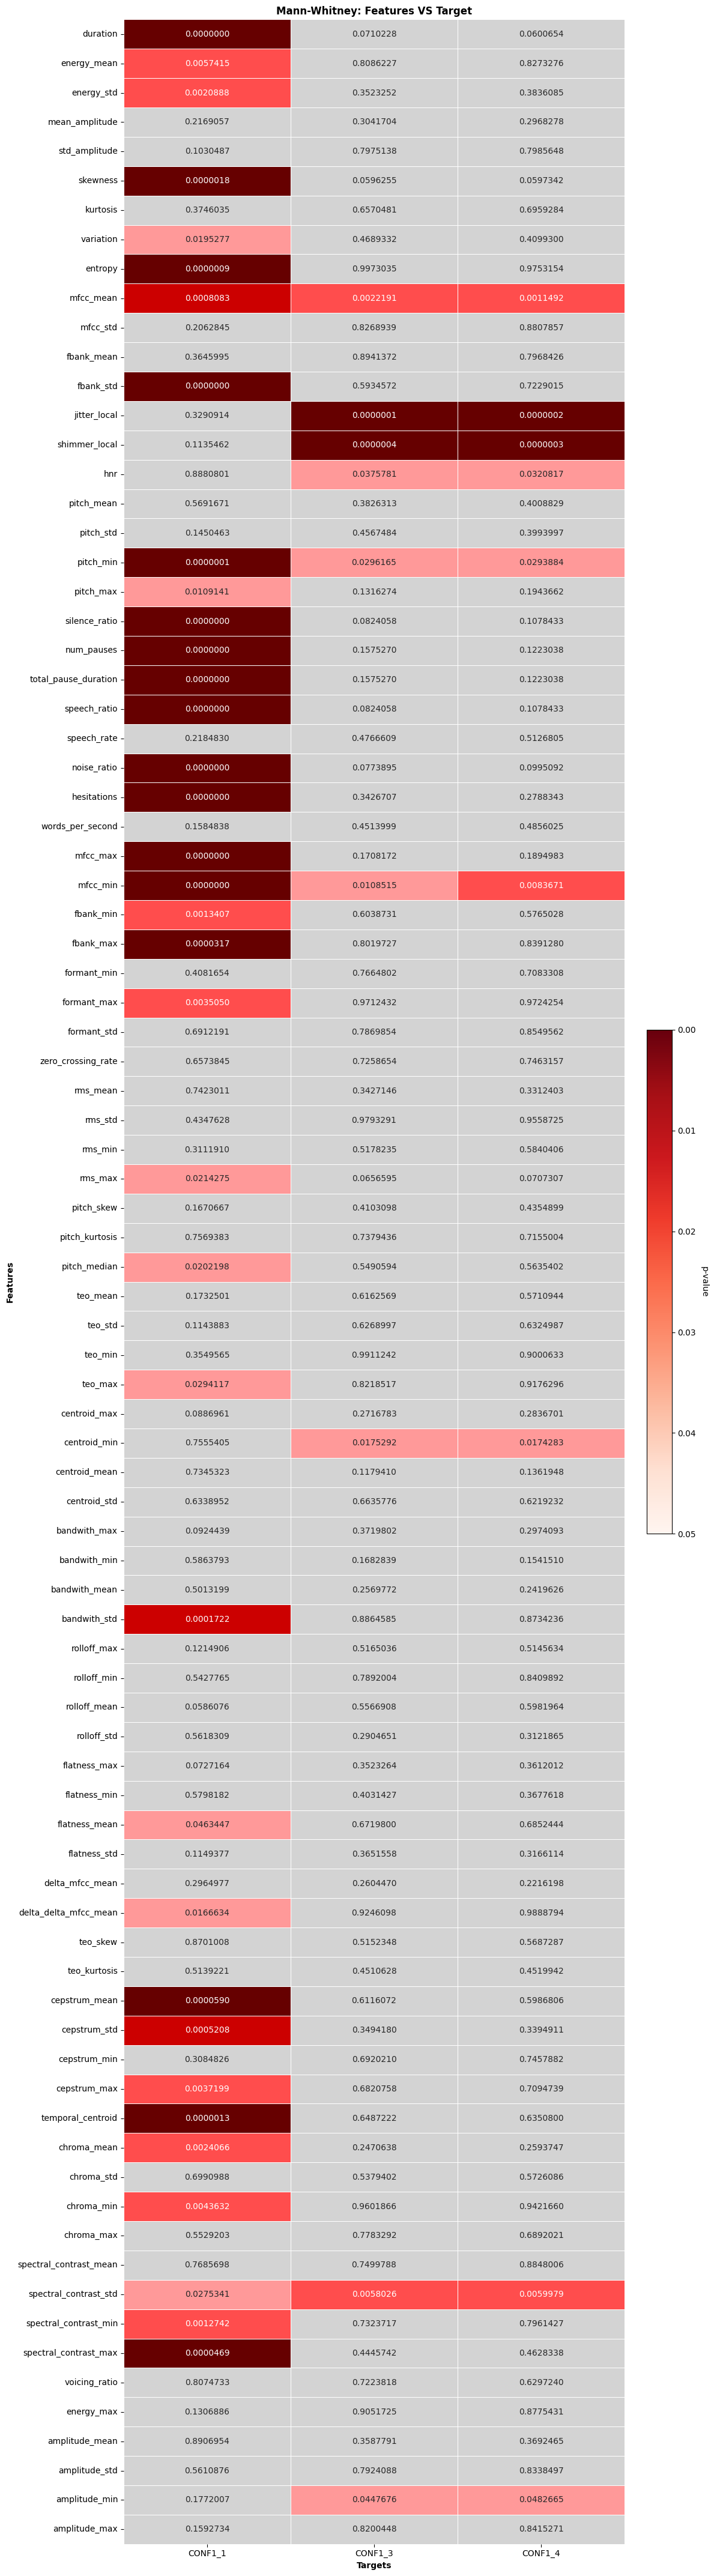 Mann-Whitney: Features VS Target
duration 0.0000000 0.0710228 0.0600654
energy_mean 0.0057415 0.8086227 0.8273276
energy_std 0.0020888 0.3523252 0.3836085
mean_amplitude 0.2169057 0.3041704 0.2968278
std_amplitude 0.1030487 0.7975138 0.7985648
skewness 0.0000018 0.0596255 0.0597342
kurtosis 0.3746035 0.6570481 0.6959284
variation 0.0195277 0.4689332 0.4099300
entropy 0.0000009 0.9973035 0.9753154
mfcc_mean 0.0008083 0.0022191 0.0011492
mfcc_std 0.2062845 0.8268939 0.8807857
fbank_mean 0.3645995 0.8941372 0.7968426
fbank_std 0.0000000 0.5934572 0.7229015
jitter_local 0.3290914 0.0000001 0.0000002
shimmer_local 0.1135462 0.0000004 0.0000003
hnr 0.8880801 0.0375781 0.0320817
pitch_mean 0.5691671 0.3826313 0.4008829
pitch_std 0.1450463 0.4567484 0.3993997
pitch_min 0.0000001 0.0296165 0.0293884
pitch_max 0.0109141 0.1316274 0.1943662
silence_ratio 0.0000000 0.0824058 0.1078433
num_pauses 0.0000000 0.1575270 0.1223038
total_pause_duration 0.0000000 0.1575270 0.1223038
speech_ratio 0.0000000 0.0824058 0.1078433
speech_rate 0.2184830 0.4766609 0.5126805
noise_ratio 0.0000000 0.0773895 0.0995092
hesitations 0.0000000 0.3426707 0.2788343
words_per_second 0.1584838 0.4513999 0.4856025
mfcc_max 0.0000000 0.1708172 0.1894983
mfcc_min 0.0000000 0.0108515 0.0083671
fbank_min 0.0013407 0.6038731 0.5765028
fbank_max 0.0000317 0.8019727 0.8391280
formant_min 0.4081654 0.7664802 0.7083308
formant_max 0.0035050 0.9712432 0.9724254
formant_std 0.6912191 0.7869854 0.8549562
zero_crossing_rate 0.6573845 0.7258654 0.7463157
rms_mean 0.7423011 0.3427146 0.3312403
rms_std 0.4347628 0.9793291 0.9558725
rms_min 0.3111910 0.5178235 0.5840406
rms_max 0.0214275 0.0656595 0.0707307
pitch_skew 0.1670667 0.4103098 0.4354899
pitch_kurtosis 0.7569383 0.7379436 0.7155004
pitch_median 0.0202198 0.5490594 0.5635402
teo_mean 0.1732501 0.6162569 0.5710944
teo_std 0.1143883 0.6268997 0.6324987
teo_min 0.3549565 0.9911242 0.9000633
teo_max 0.0294117 0.8218517 0.9176296
centroid_max 0.0886961 0.2716783 0.2836701
centroid_min 0.7555405 0.0175292 0.0174283
centroid_mean 0.7345323 0.1179410 0.1361948
centroid_std 0.6338952 0.6635776 0.6219232
bandwith_max 0.0924439 0.3719802 0.2974093
bandwith_min 0.5863793 0.1682839 0.1541510
bandwith_mean 0.5013199 0.2569772 0.2419626
bandwith_std 0.0001722 0.8864585 0.8734236
rolloff_max 0.1214906 0.5165036 0.5145634
rolloff_min 0.5427765 0.7892004 0.8409892
rolloff_mean 0.0586076 0.5566908 0.5981964
rolloff_std 0.5618309 0.2904651 0.3121865
flatness_max 0.0727164 0.3523264 0.3612012
flatness_min 0.5798182 0.4031427 0.3677618
flatness_mean 0.0463447 0.6719800 0.6852444
flatness_std 0.1149377 0.3651558 0.3166114
delta_mfcc_mean 0.2964977 0.2604470 0.2216198
delta_delta_mfcc_mean 0.0166634 0.9246098 0.9888794
teo_skew 0.8701008 0.5152348 0.5687287
teo_kurtosis 0.5139221 0.4510628 0.4519942
cepstrum_mean 0.0000590 0.6116072 0.5986806
cepstrum_std 0.0005208 0.3494180 0.3394911
cepstrum_min 0.3084826 0.6920210 0.7457882
cepstrum_max 0.0037199 0.6820758 0.7094739
temporal_centroid 0.0000013 0.6487222 0.6350800
chroma_mean 0.0024066 0.2470638 0.2593747
chroma_std 0.6990988 0.5379402 0.5726086
chroma_min 0.0043632 0.9601866 0.9421660
chroma_max 0.5529203 0.7783292 0.6892021
spectral_contrast_mean 0.7685698 0.7499788 0.8848006
spectral_contrast_std 0.0275341 0.0058026 0.0059979
spectral_contrast_min 0.0012742 0.7323717 0.7961427
spectral_contrast_max 0.0000469 0.4445742 0.4628338
voicing_ratio 0.8074733 0.7223818 0.6297240
energy_max 0.1306886 0.9051725 0.8775431
amplitude_mean 0.8906954 0.3587791 0.3692465
amplitude_std 0.5610876 0.7924088 0.8338497
amplitude_min 0.1772007 0.0447676 0.0482665
amplitude_max 0.1592734 0.8200448 0.8415271
CONF1_1 CONF1_3 CONF1_4
Targets
Features
0.00
0.01
0.02
0.03
0.04
0.05
p-value